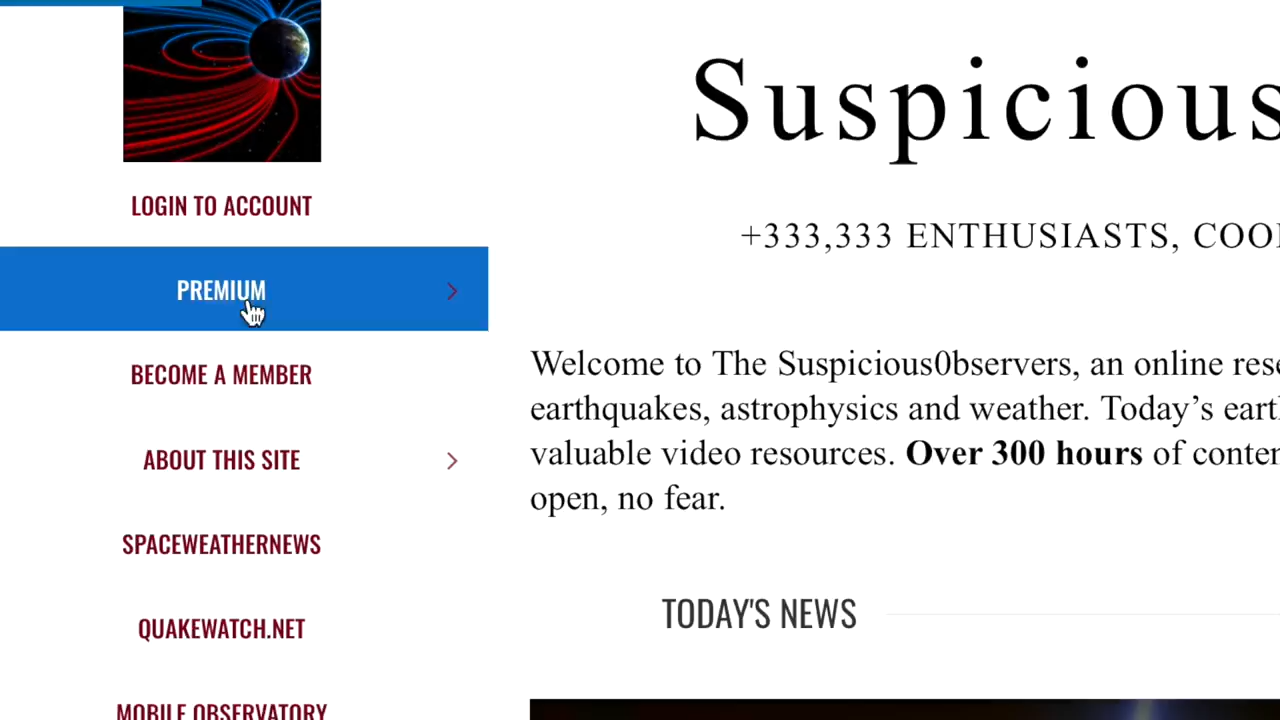 Suspicious
LOGIN TO ACCOUNT
+333,333 ENTHUSIASTS,
PREMIUM
BECOME A MEMBER
ABOUT THIS SITE
SPACEWEATHERNEWS
QUAKEWATCH.NET
MOBILE OBSERVATORY
Welcome to The Suspicious0bservers, an online
earthquakes, astrophysics and weather. Today’s
valuable video resources. Over 300 hours of
open, no fear.
TODAY'S NEWS